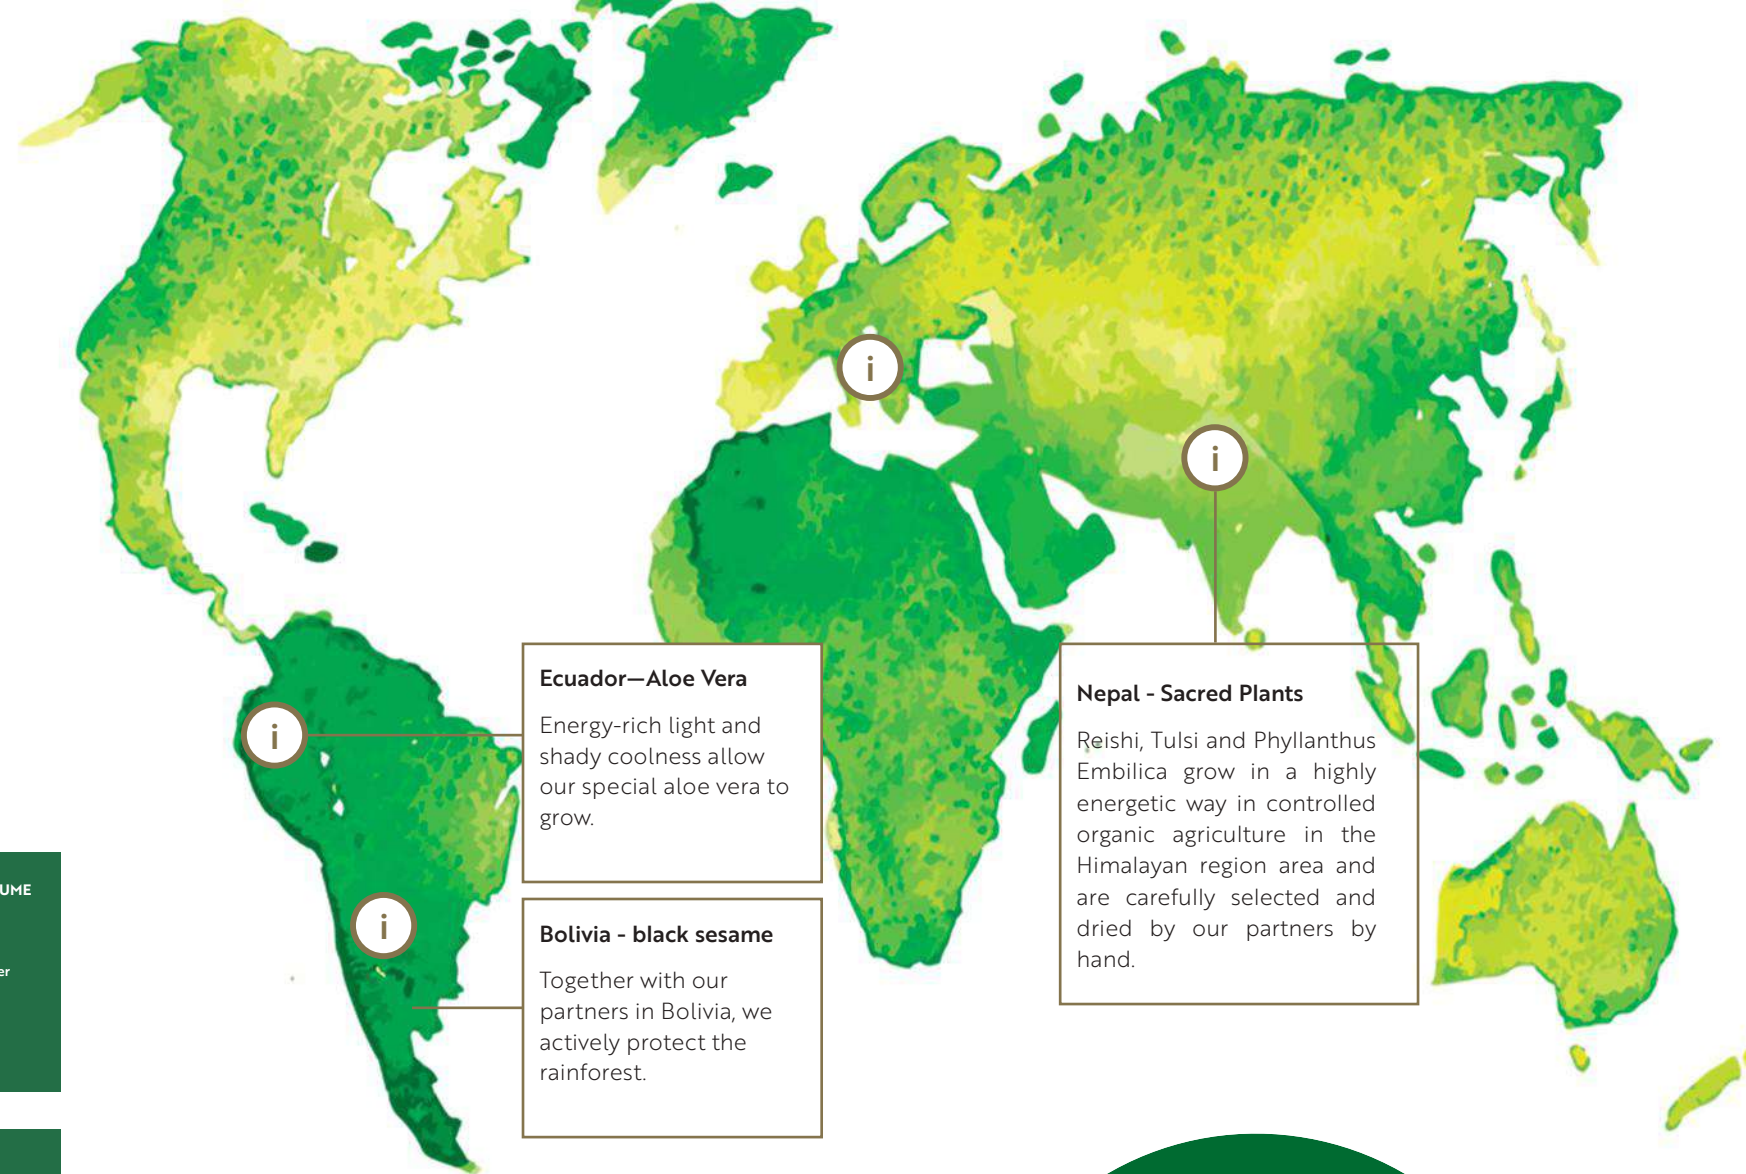 i
i
Ecuador—Aloe Vera
Energy-rich light and
shady coolness allow
our special aloe vera to
grow.
i
Nepal - Sacred Plants
Reishi, Tulsi and Phyllanthus
Embilica grow in a highly
energetic way in controlled
organic agriculture in the
Himalayan region area and
are carefully selected and
dried by our partners by
hand.
i
Bolivia - black sesame
Together with our
partners in Bolivia, we
actively protect the
rainforest.
UME
er